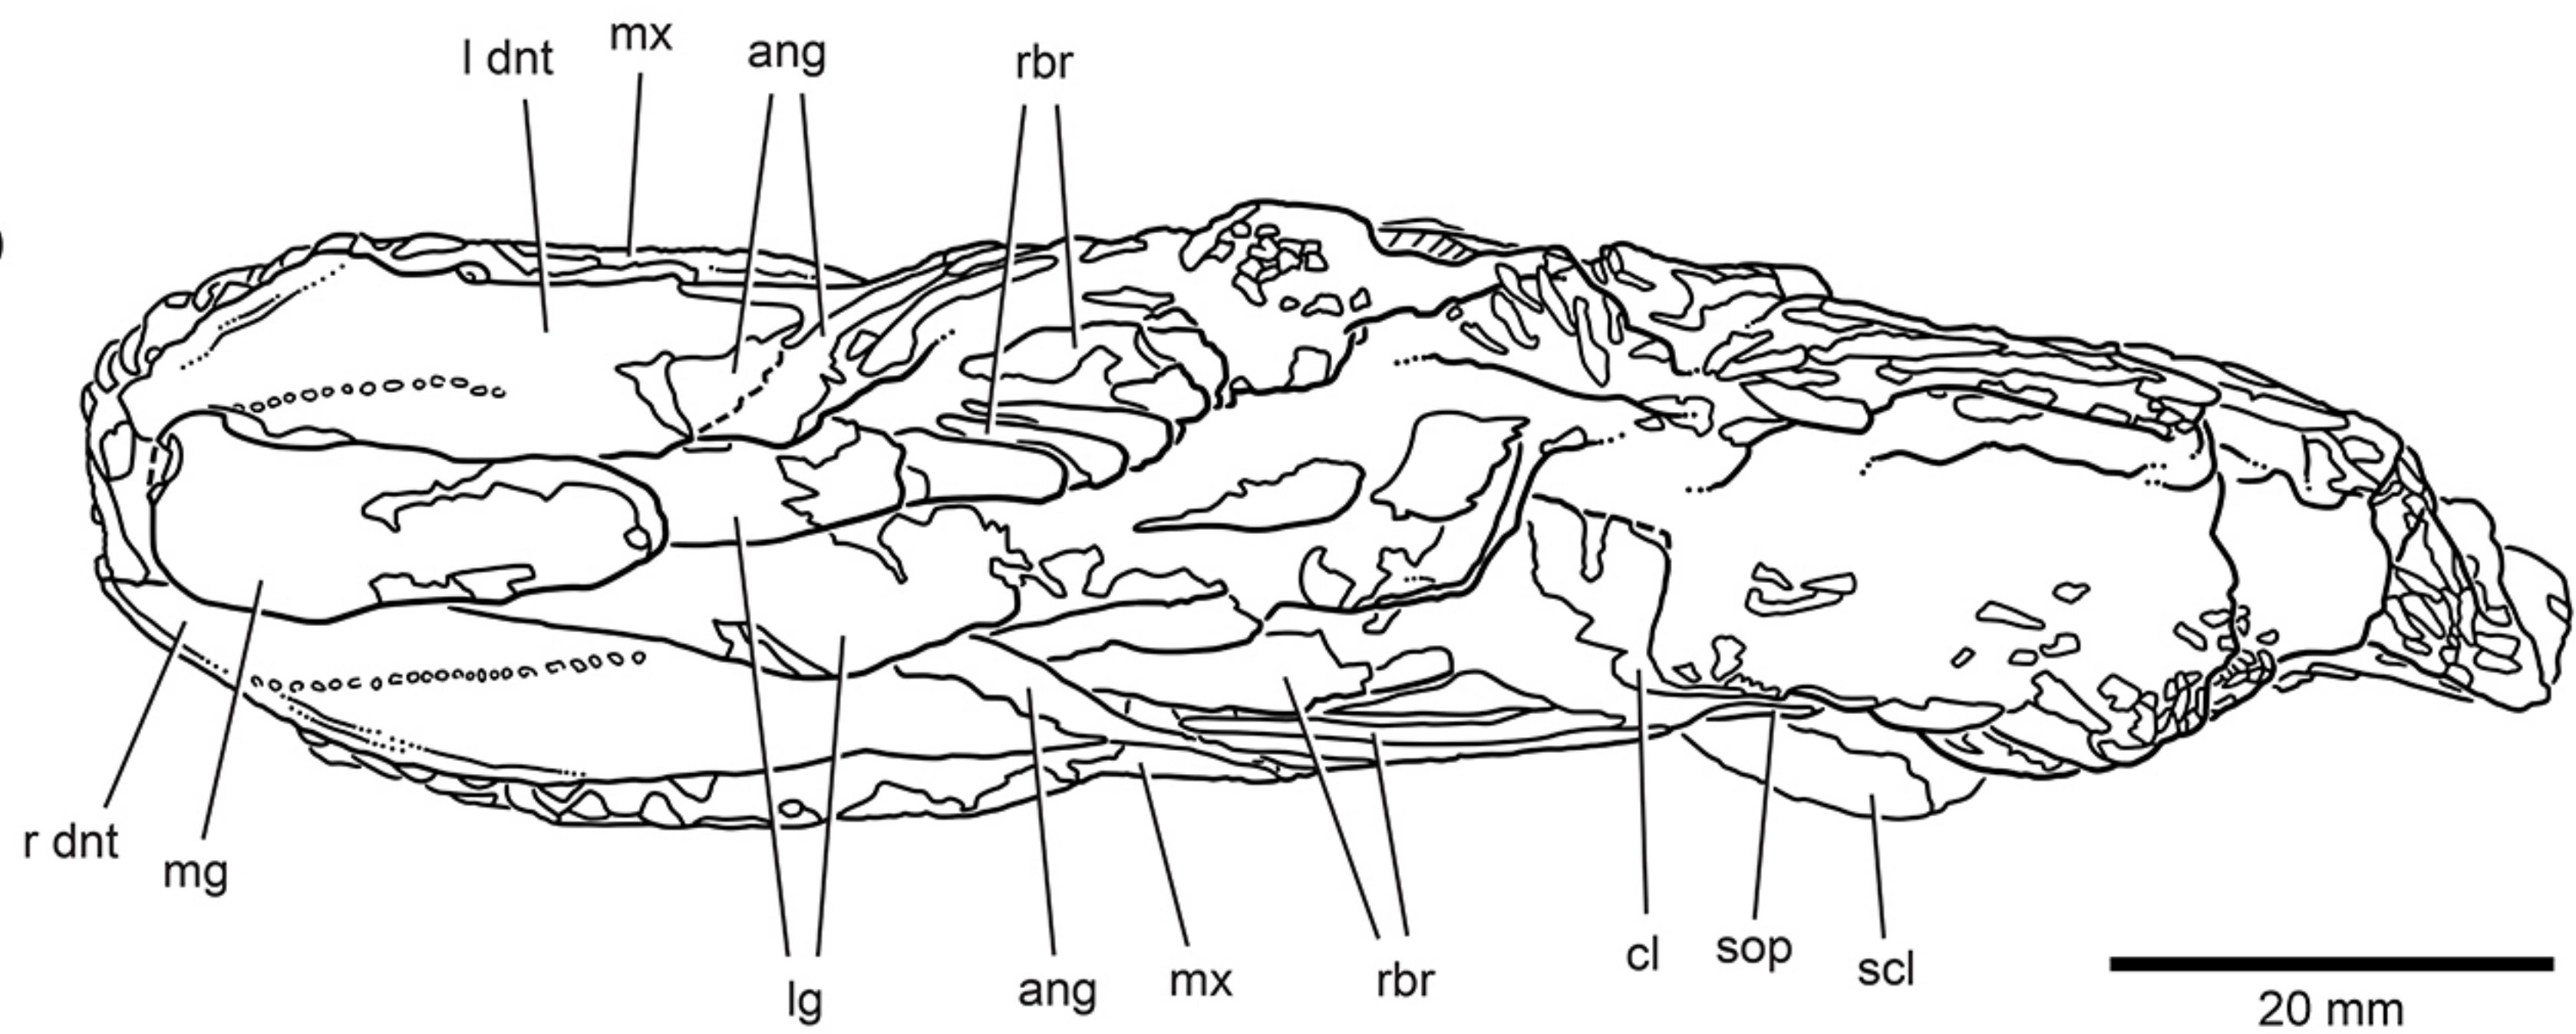 l dnt
mx
ang
rbr
r dnt
mg
lg
ang
mx
rbr
cl
sop
scl
20 mm